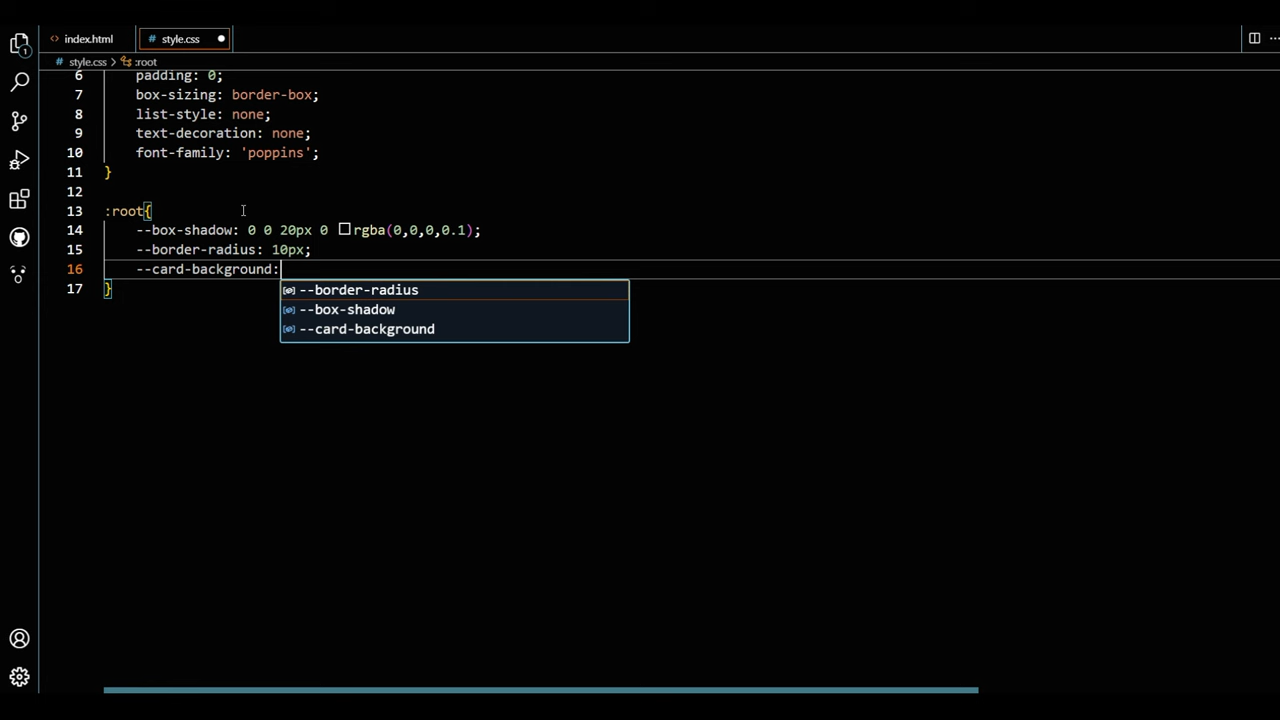 index.html
style.css
style.css > :root
1
6 padding: 0;
7 box-sizing: border-box;
8 list-style: none;
9 text-decoration: none;
10 font-family: 'poppins';
11 }
12
13 :root{
14 --box-shadow: 0 0 20px 0 rgba(0,0,0,0.1);
15 --border-radius: 10px;
16 --card-background:
17 }
--border-radius
--box-shadow
--card-background